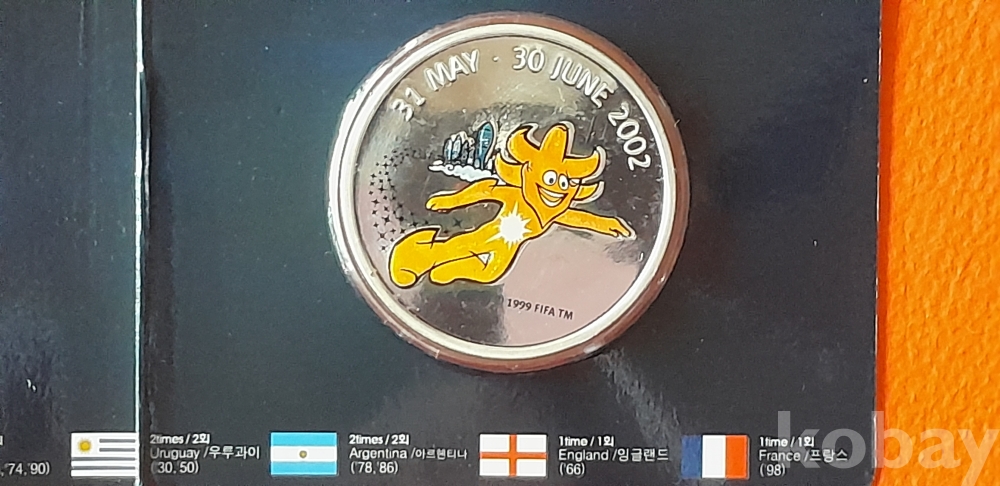 31 MAY · 30 JUNE 2002
1999 FIFA TM
,'74,'90)
2times / 2회
Uruguay /우루과이
('30,'50)
2times / 2회
Argentina /아르헨티나
('78,'86)
1time / 1회
England /잉글랜드
('66)
1time / 1회
France /프랑스
('98)
kobay